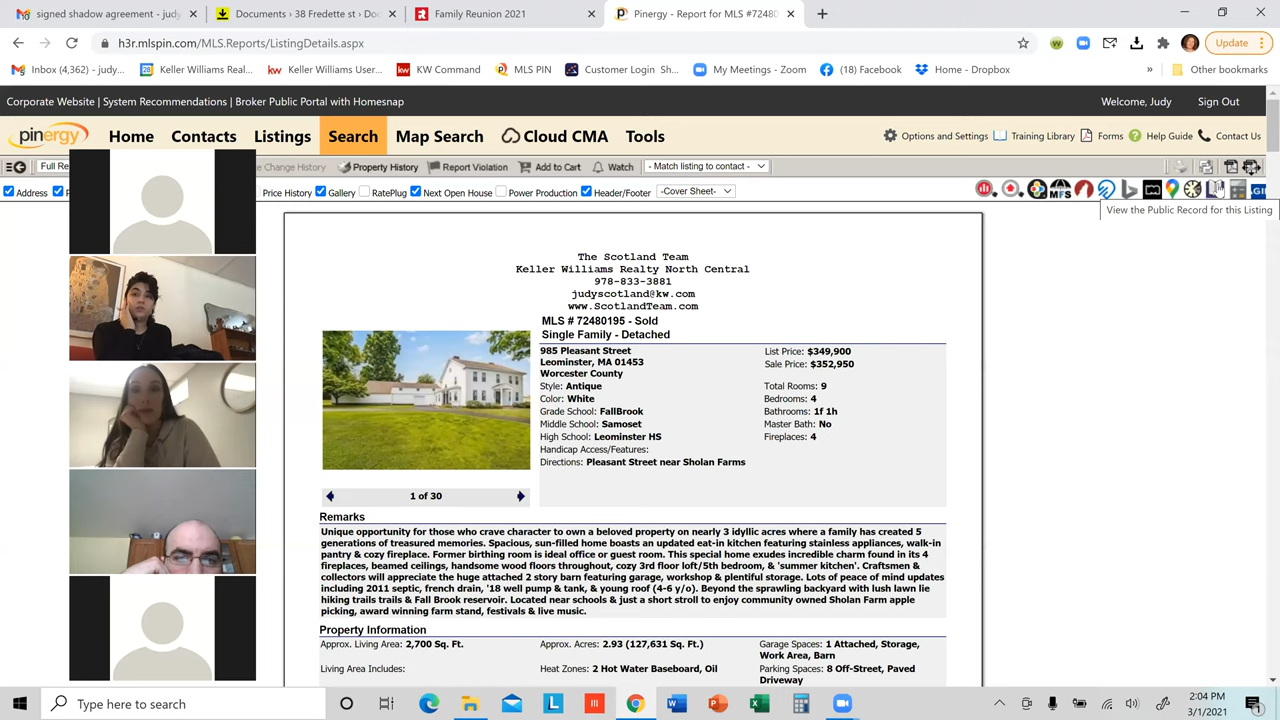 signed shadow agreement - judy
Documents › 38 Fredette st › Doc
Family Reunion 2021
Pinergy - Report for MLS #72480
h3r.mlspin.com/MLS.Reports/ListingDetails.aspx
Update
Inbox (4,362) - judy...
Keller Williams Real...
Keller Williams User...
KW Command
MLS PIN
Customer Login Sh...
My Meetings - Zoom
(18) Facebook
Home - Dropbox
»
Other bookmarks
Corporate Website | System Recommendations | Broker Public Portal with Homesnap
Welcome, Judy
Sign Out
pinergy
Home
Contacts
Listings
Search
Map Search
Cloud CMA
Tools
Options and Settings
Training Library
Forms
Help Guide
Contact Us
Full Re
Change History
Property History
Report Violation
Add to Cart
Watch
- Match listing to contact -
Address
Price History
Gallery
RatePlug
Next Open House
Power Production
Header/Footer
-Cover Sheet-
MFS
View the Public Record for this Listing
The Scotland Team
Keller Williams Realty North Central
978-833-3881
judyscotland@kw.com
www.ScotlandTeam.com
MLS # 72480195 - Sold
Single Family - Detached
985 Pleasant Street
Leominster, MA 01453
Worcester County
Style: Antique
Color: White
Grade School: FallBrook
Middle School: Samoset
High School: Leominster HS
Handicap Access/Features:
Directions: Pleasant Street near Sholan Farms
List Price: $349,900
Sale Price: $352,950
Total Rooms: 9
Bedrooms: 4
Bathrooms: 1f 1h
Master Bath: No
Fireplaces: 4
1 of 30
Remarks
Unique opportunity for those who crave character to own a beloved property on nearly 3 idyllic acres where a family has created 5
generations of treasured memories. Spacious, sun-filled home boasts an updated eat-in kitchen featuring stainless appliances, walk-in
pantry & cozy fireplace. Former birthing room is ideal office or guest room. This special home exudes incredible charm found in its 4
fireplaces, beamed ceilings, handsome wood floors throughout, cozy 3rd floor loft/5th bedroom, & 'summer kitchen'. Craftsmen &
collectors will appreciate the huge attached 2 story barn featuring garage, workshop & plentiful storage. Lots of peace of mind updates
including 2011 septic, french drain, '18 well pump & tank, & young roof (4-6 y/o). Beyond the sprawling backyard with lush lawn lie
hiking trails trails & Fall Brook reservoir. Located near schools & just a short stroll to enjoy community owned Sholan Farm apple
picking, award winning farm stand, festivals & live music.
Property Information
Approx. Living Area: 2,700 Sq. Ft.
Approx. Acres: 2.93 (127,631 Sq. Ft.)
Garage Spaces: 1 Attached, Storage,
Work Area, Barn
Living Area Includes:
Heat Zones: 2 Hot Water Baseboard, Oil
Parking Spaces: 8 Off-Street, Paved
Driveway
Type here to search
2:04 PM
3/1/2021